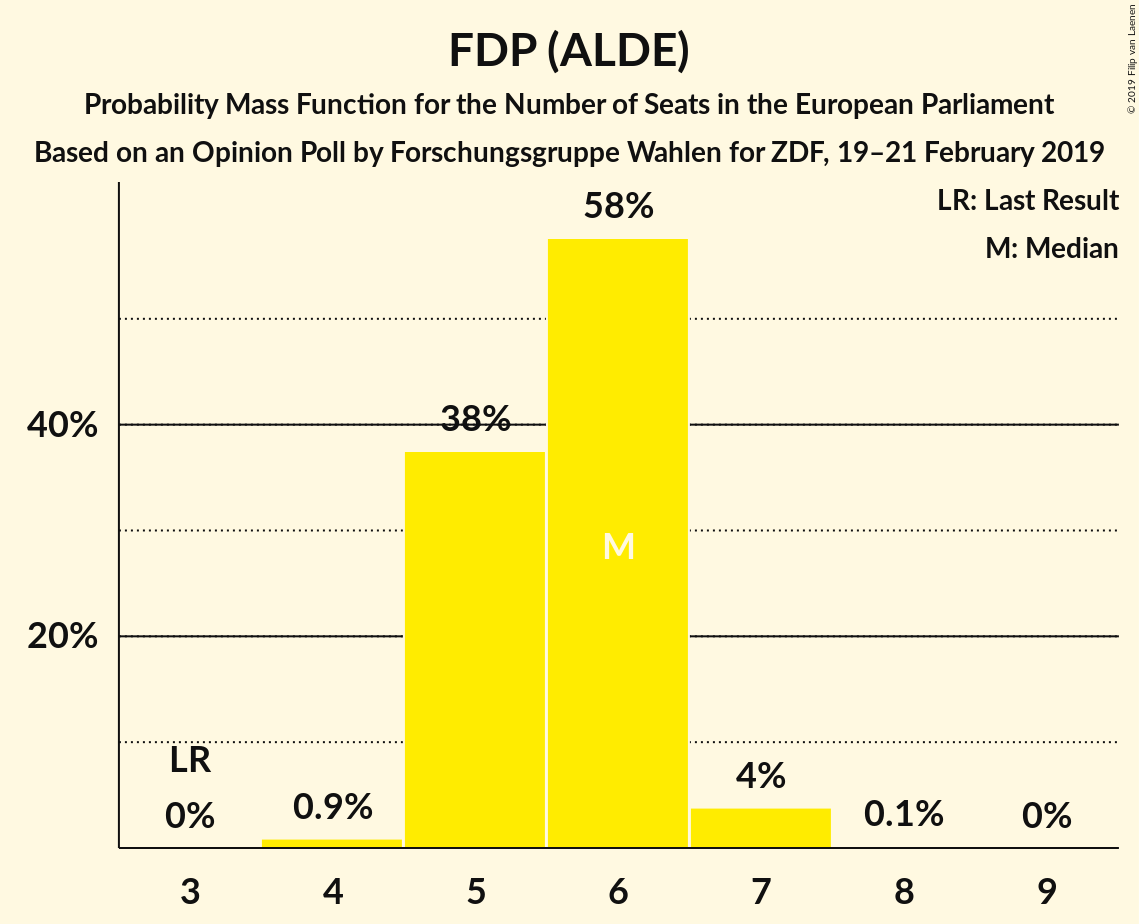 FDP (ALDE)
Probability Mass Function for the Number of Seats in the European Parliament
Based on an Opinion Poll by Forschungsgruppe Wahlen for ZDF, 19–21 February 2019
© 2019 Filip van Laenen
LR: Last Result
M: Median
58%
40%
38%
M
20%
LR
0%
0.9%
4%
0.1%
0%
3 4 5 6 7 8 9